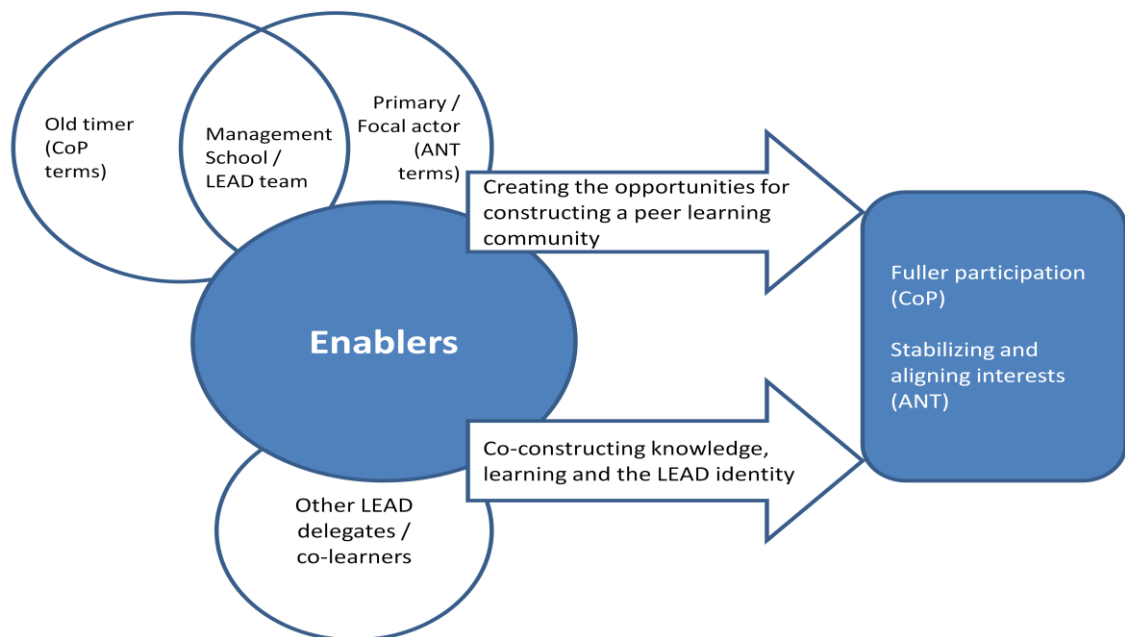 Old timer
(CoP
terms)
Management
School /
LEAD team
Primary /
Focal actor
(ANT
terms)
Creating the opportunities for
constructing a peer learning
community
Enablers
Fuller participation
(CoP)
Stabilizing and
aligning interests
(ANT)
Co-constructing knowledge,
learning and the LEAD identity
Other LEAD
delegates /
co-learners